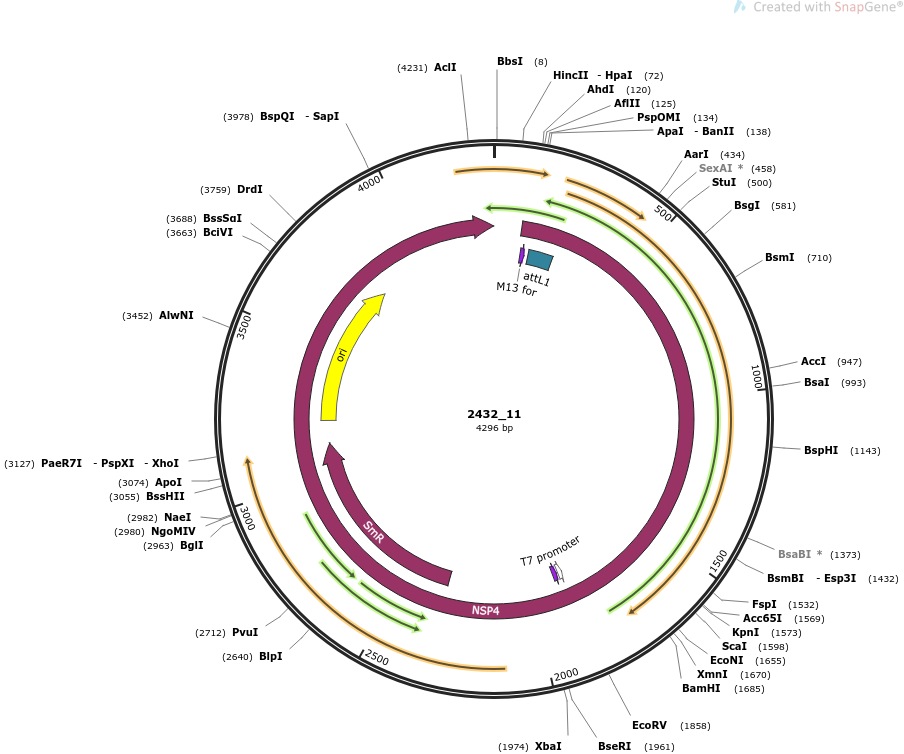 Created with SnapGene®
(4231) AclI
BbsI (8)
HincII - HpaI (72)
AhdI (120)
AflII (125)
PspOMI (134)
ApaI - BanII (138)
(3978) BspQI - SapI
AarI (434)
SexAI * (458)
StuI (500)
BsgI (581)
(3759) DrdI
(3688) BssSαI
(3663) BciVI
BsmI (710)
(3452) AlwNI
AccI (947)
BsaI (993)
BspHI (1143)
(3127) PaeR7I - PspXI - XhoI
(3074) ApoI
(3055) BssHII
(2982) NaeI
(2980) NgoMIV
(2963) BglI
BsaBI * (1373)
BsmBI - Esp3I (1432)
FspI (1532)
Acc65I (1569)
KpnI (1573)
ScaI (1598)
EcoNI (1655)
XmnI (1670)
BamHI (1685)
(2712) PvuI
(2640) BlpI
EcoRV (1858)
(1974) XbaI
BseRI (1961)
500
1000
1500
2000
2500
3000
3500
4000
attL1
M13 for
ori
2432_11
4296 bp
SmR
T7 promoter
NSP4